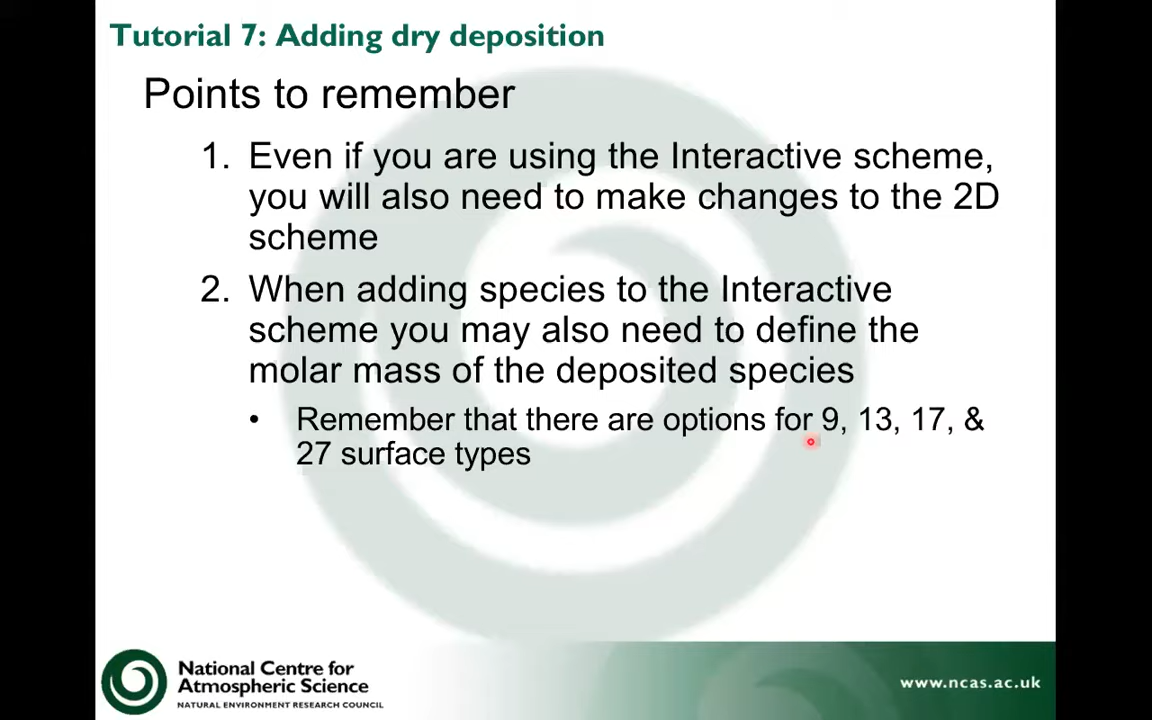 Tutorial 7: Adding dry deposition
Points to remember
1. Even if you are using the Interactive scheme,
you will also need to make changes to the 2D
scheme
2. When adding species to the Interactive
scheme you may also need to define the
molar mass of the deposited species
• Remember that there are options for 9, 13, 17, &
27 surface types
National Centre for
Atmospheric Science
NATURAL ENVIRONMENT RESEARCH COUNCIL
www.ncas.ac.uk